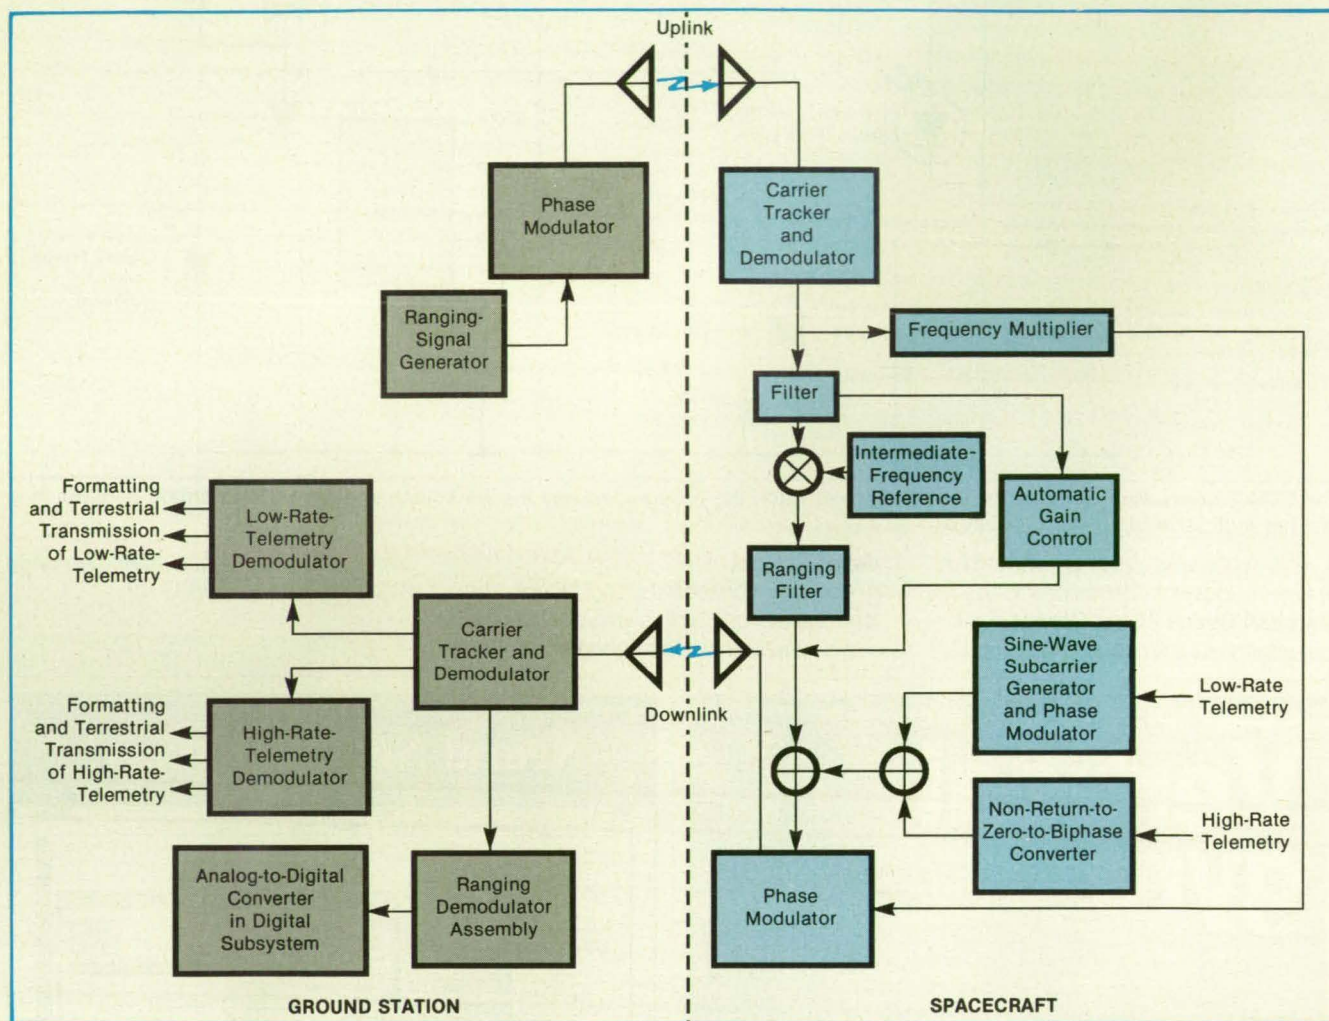 Uplink
Phase
Modulator
Ranging-
Signal
Generator
Carrier
Tracker
and
Demodulator
Frequency Multiplier
Filter
Intermediate-
Frequency
Reference
Automatic
Gain
Control
Ranging
Filter
Formatting
and Terrestrial
Transmission
of Low-Rate-
Telemetry
Low-Rate-
Telemetry
Demodulator
Carrier
Tracker and
Demodulator
Downlink
Sine-Wave
Subcarrier
Generator
and Phase
Modulator
Low-Rate
Telemetry
Formatting
and Terrestrial
Transmission
of High-Rate-
Telemetry
High-Rate-
Telemetry
Demodulator
Non-Return-to-
Zero-to-Biphase
Converter
High-Rate
Telemetry
Analog-to-Digital
Converter
in Digital
Subsystem
Ranging
Demodulator
Assembly
Phase
Modulator
GROUND STATION
SPACECRAFT